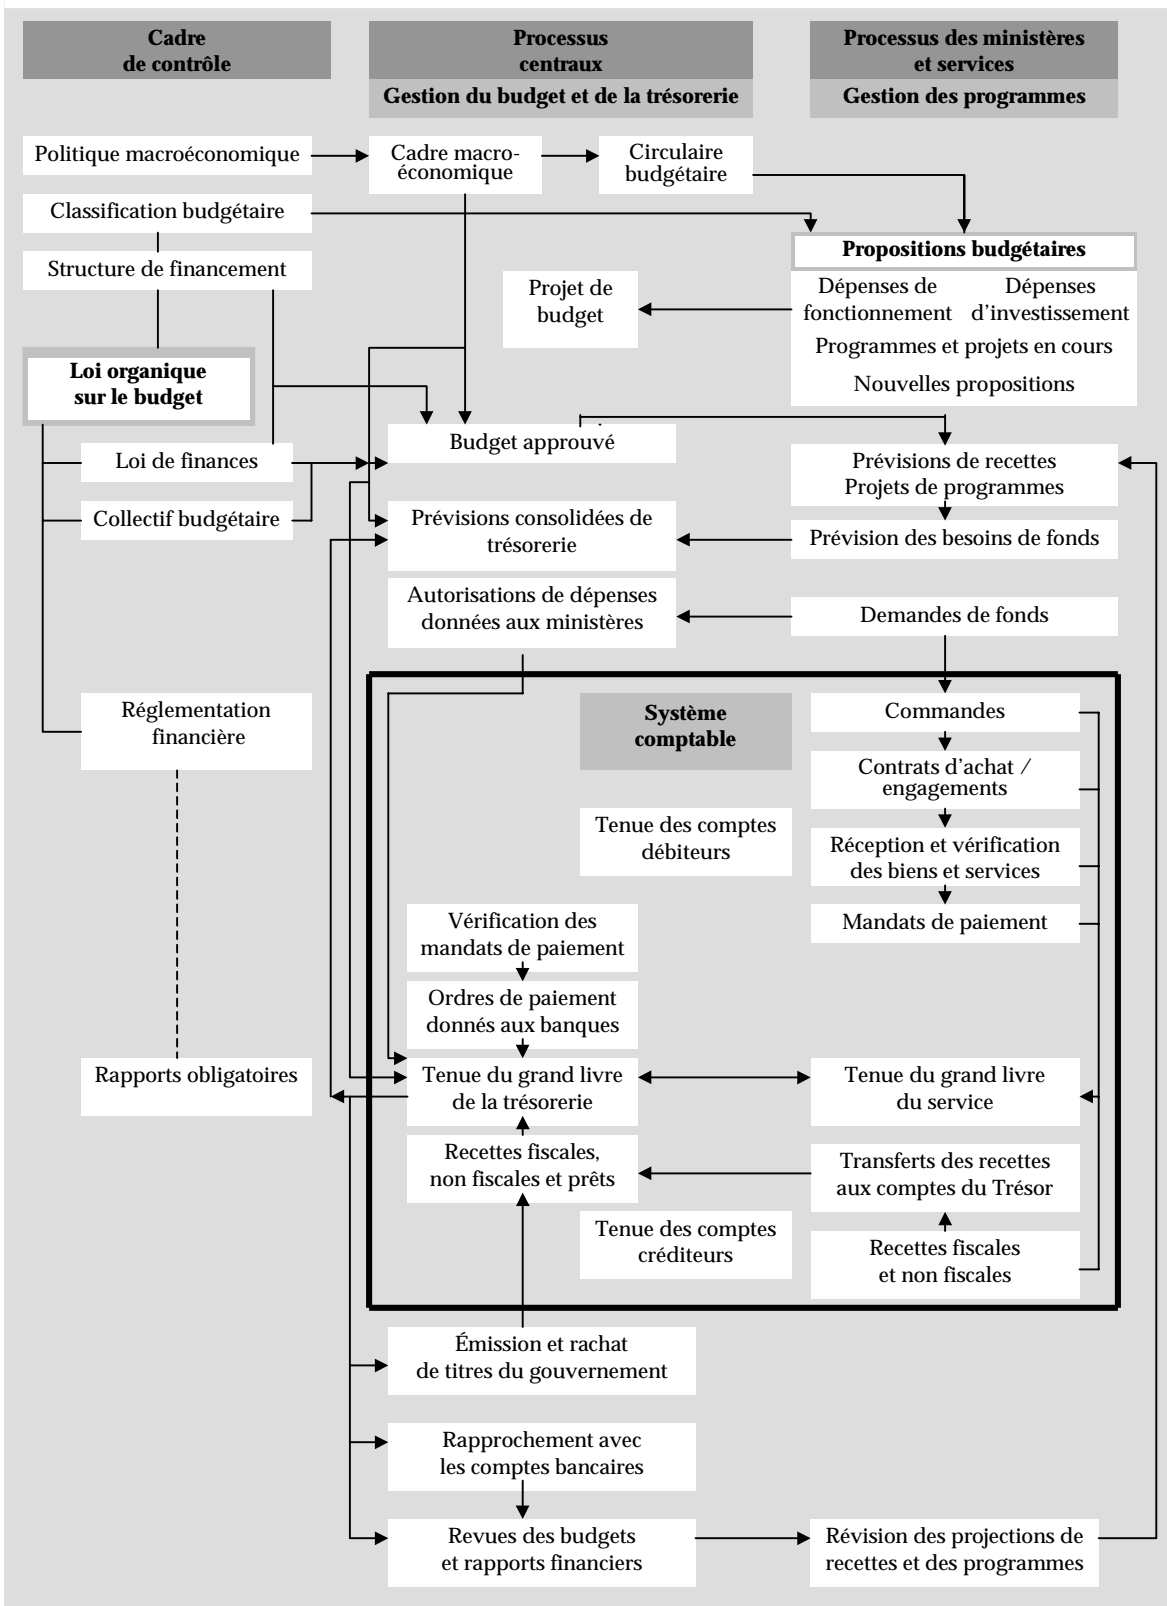 Cadre
de contrôle
Processus
centraux
Gestion du budget et de la trésorerie
Processus des ministères
et services
Gestion des programmes
Politique macroéconomique
Cadre macro-
économique
Circulaire
budgétaire
Classification budgétaire
Propositions budgétaires
Structure de financement
Projet de
budget
Dépenses de
fonctionnement
Dépenses
d'investissement
Programmes et projets en cours
Nouvelles propositions
Loi organique
sur le budget
Budget approuvé
Loi de finances
Prévisions de recettes
Projets de programmes
Collectif budgétaire
Prévisions consolidées de
trésorerie
Prévision des besoins de fonds
Autorisations de dépenses
données aux ministères
Demandes de fonds
Réglementation
financière
Système
comptable
Commandes
Contrats d'achat /
engagements
Tenue des comptes
débiteurs
Réception et vérification
des biens et services
Vérification des
mandats de paiement
Mandats de paiement
Ordres de paiement
donnés aux banques
Rapports obligatoires
Tenue du grand livre
de la trésorerie
Tenue du grand livre
du service
Recettes fiscales,
non fiscales et prêts
Transferts des recettes
aux comptes du Trésor
Tenue des comptes
créditeurs
Recettes fiscales
et non fiscales
Émission et rachat
de titres du gouvernement
Rapprochement avec
les comptes bancaires
Revues des budgets
et rapports financiers
Révision des projections de
recettes et des programmes